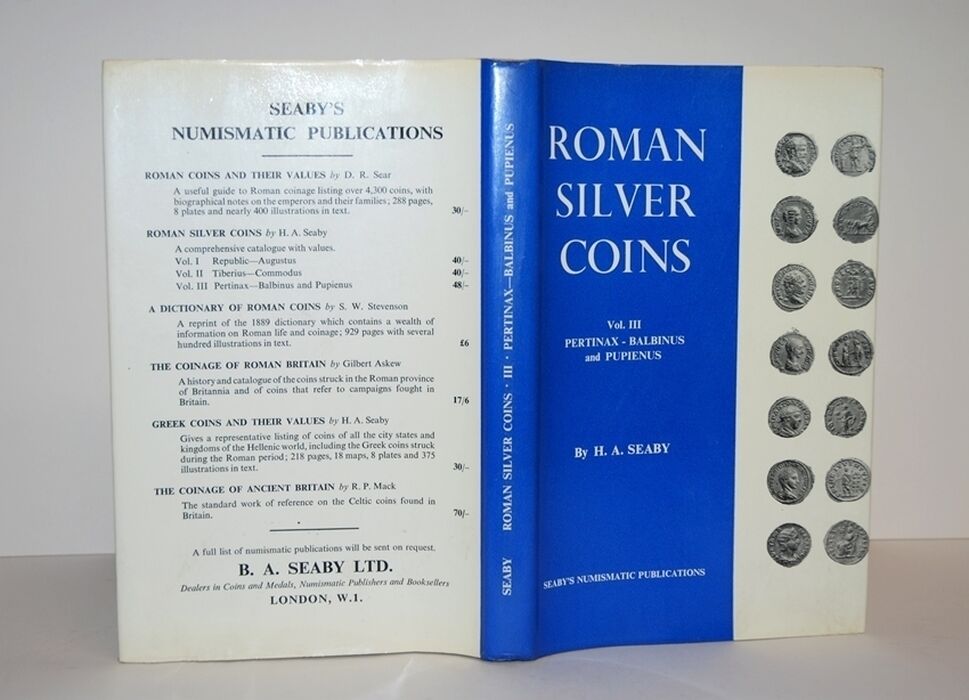 SEABY'S
NUMISMATIC PUBLICATIONS
ROMAN COINS AND THEIR VALUES by D. R. Sear
A useful guide to Roman coinage listing over 4,300 coins, with
biographical notes on the emperors and their families; 288 pages,
8 plates and nearly 400 illustrations in text. 30/-
ROMAN SILVER COINS by H. A. Seaby
A comprehensive catalogue with values.
Vol. I Republic—Augustus 40/-
Vol. II Tiberius—Commodus 40/-
Vol. III Pertinax—Balbinus and Pupienus 48/-
A DICTIONARY OF ROMAN COINS by S. W. Stevenson
A reprint of the 1889 dictionary which contains a wealth of
information on Roman life and coinage; 929 pages with several
hundred illustrations in text. £6
THE COINAGE OF ROMAN BRITAIN by Gilbert Askew
A history and catalogue of the coins struck in the Roman province
of Britannia and of coins that refer to campaigns fought in
Britain. 17/6
GREEK COINS AND THEIR VALUES by H. A. Seaby
Gives a representative listing of coins of all the city states and
kingdoms of the Hellenic world, including the Greek coins struck
during the Roman period; 218 pages, 18 maps, 8 plates and 375
illustrations in text. 30/-
THE COINAGE OF ANCIENT BRITAIN by R. P. Mack
The standard work of reference on the Celtic coins found in
Britain. 70/-
A full list of numismatic publications will be sent on request.
B. A. SEABY LTD.
Dealers in Coins and Medals, Numismatic Publishers and Booksellers
LONDON, W.1.
SEABY ROMAN SILVER COINS · III · PERTINAX—BALBINUS and PUPIENUS
ROMAN
SILVER
COINS
Vol. III
PERTINAX - BALBINUS
and PUPIENUS
By H. A. SEABY
SEABY'S NUMISMATIC PUBLICATIONS